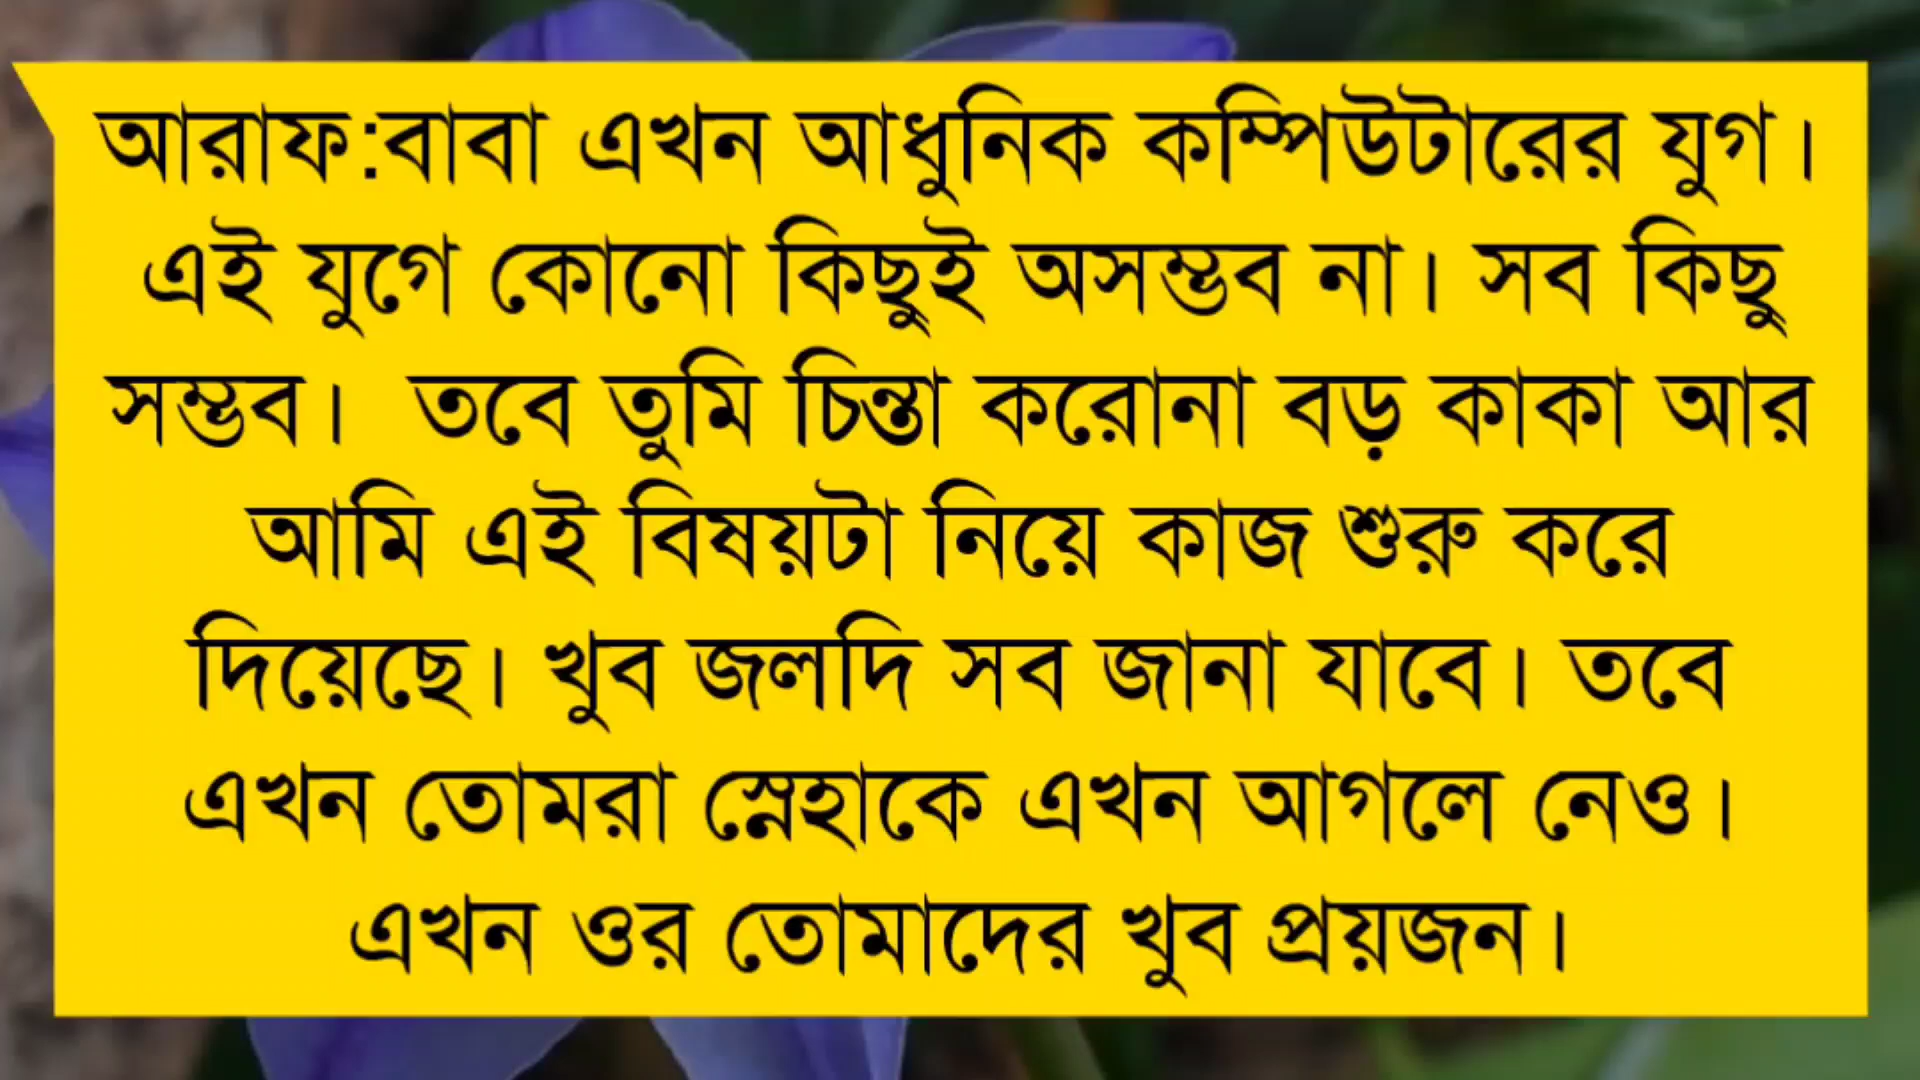 আরাফ:বাবা এখন আধুনিক কম্পিউটারের যুগ।
এই যুগে কোনো কিছুই অসম্ভব না। সব কিছু
সম্ভব। তবে তুমি চিন্তা করোনা বড় কাকা আর
আমি এই বিষয়টা নিয়ে কাজ শুরু করে
দিয়েছে। খুব জলদি সব জানা যাবে। তবে
এখন তোমরা স্নেহাকে এখন আগলে নেও।
এখন ওর তোমাদের খুব প্রয়জন।